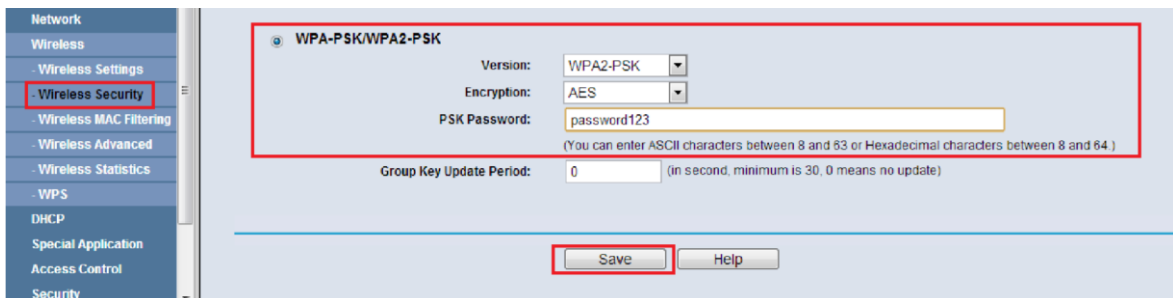 Network
Wireless
- Wireless Settings
- Wireless Security
- Wireless MAC Filtering
- Wireless Advanced
- Wireless Statistics
- WPS
DHCP
Special Application
Access Control
Security
WPA-PSK/WPA2-PSK
Version: WPA2-PSK
Encryption: AES
PSK Password: password123
(You can enter ASCII characters between 8 and 63 or Hexadecimal characters between 8 and 64.)
Group Key Update Period: 0 (in second, minimum is 30, 0 means no update)
Save Help